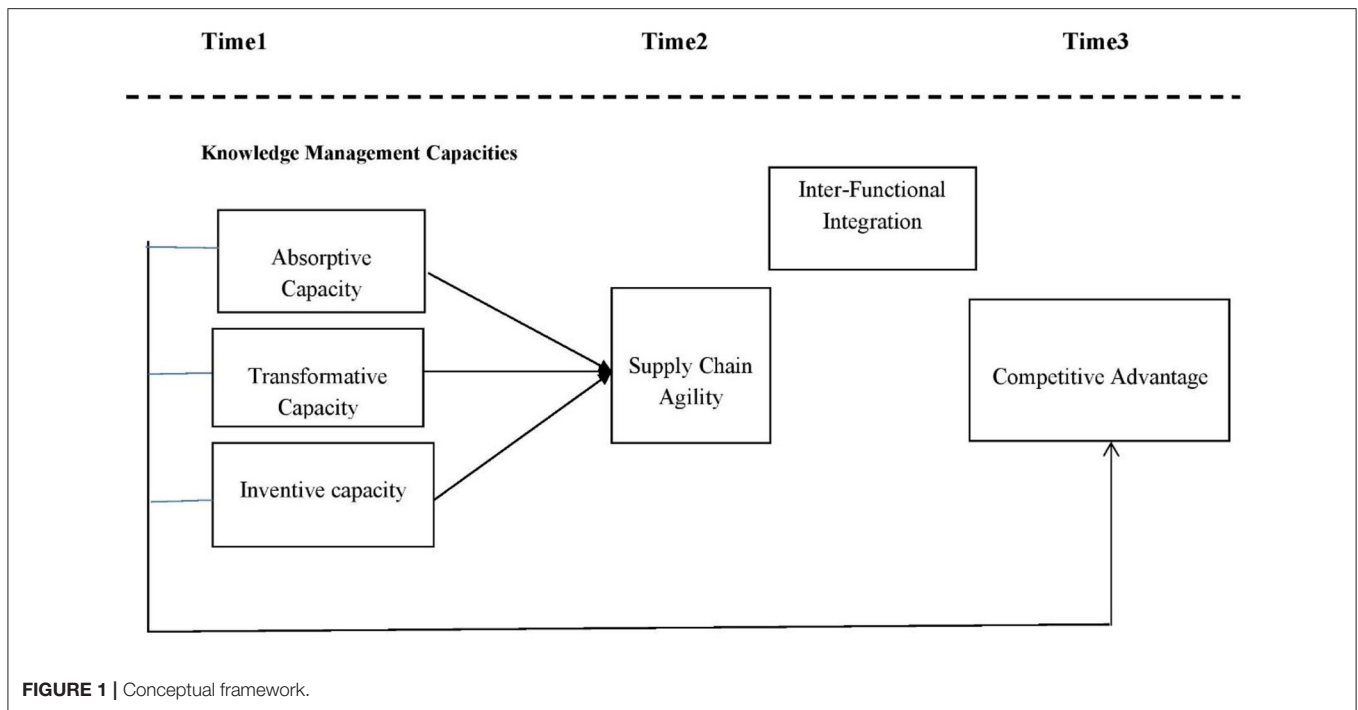 Time1 Time2 Time3
Knowledge Management Capacities
Inter-Functional
Integration
Absorptive
Capacity
Transformative
Capacity
Inventive capacity
Supply Chain
Agility
Competitive Advantage
FIGURE 1 | Conceptual framework.